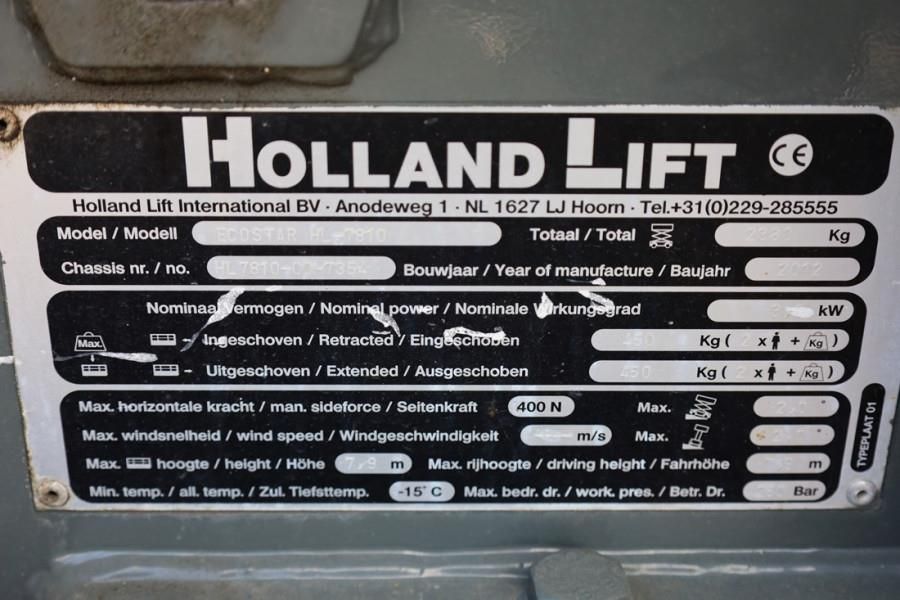 HOLLAND LIFT CE
Holland Lift International BV · Anodeweg 1 · NL 1627 LJ Hoorn · Tel.+31(0)229-285555
Model / Modell ECOSTAR HL-7810 Totaal / Total Kg
Chassis nr. / no. Bouwjaar / Year of manufacture / Baujahr 2012
Nominaal vermogen / Nominal power / Nominale Wirkungsgrad kW
Max. Ingeschoven / Retracted / Eingeschoben 450 Kg ( 2 x + Kg )
Uitgeschoven / Extended / Ausgeschoben 450 Kg ( 2 x + Kg )
Max. horizontale kracht / man. sideforce / Seitenkraft 400 N Max.
Max. windsnelheid / wind speed / Windgeschwindigkeit m/s Max.
Max. hoogte / height / Höhe 7,9 m Max. rijhoogte / driving height / Fahrhöhe m
Min. temp. / all. temp. / Zul. Tiefsttemp. -15° C Max. bedr. dr. / work. pres. / Betr. Dr. Bar
TYPEPLAAT 01